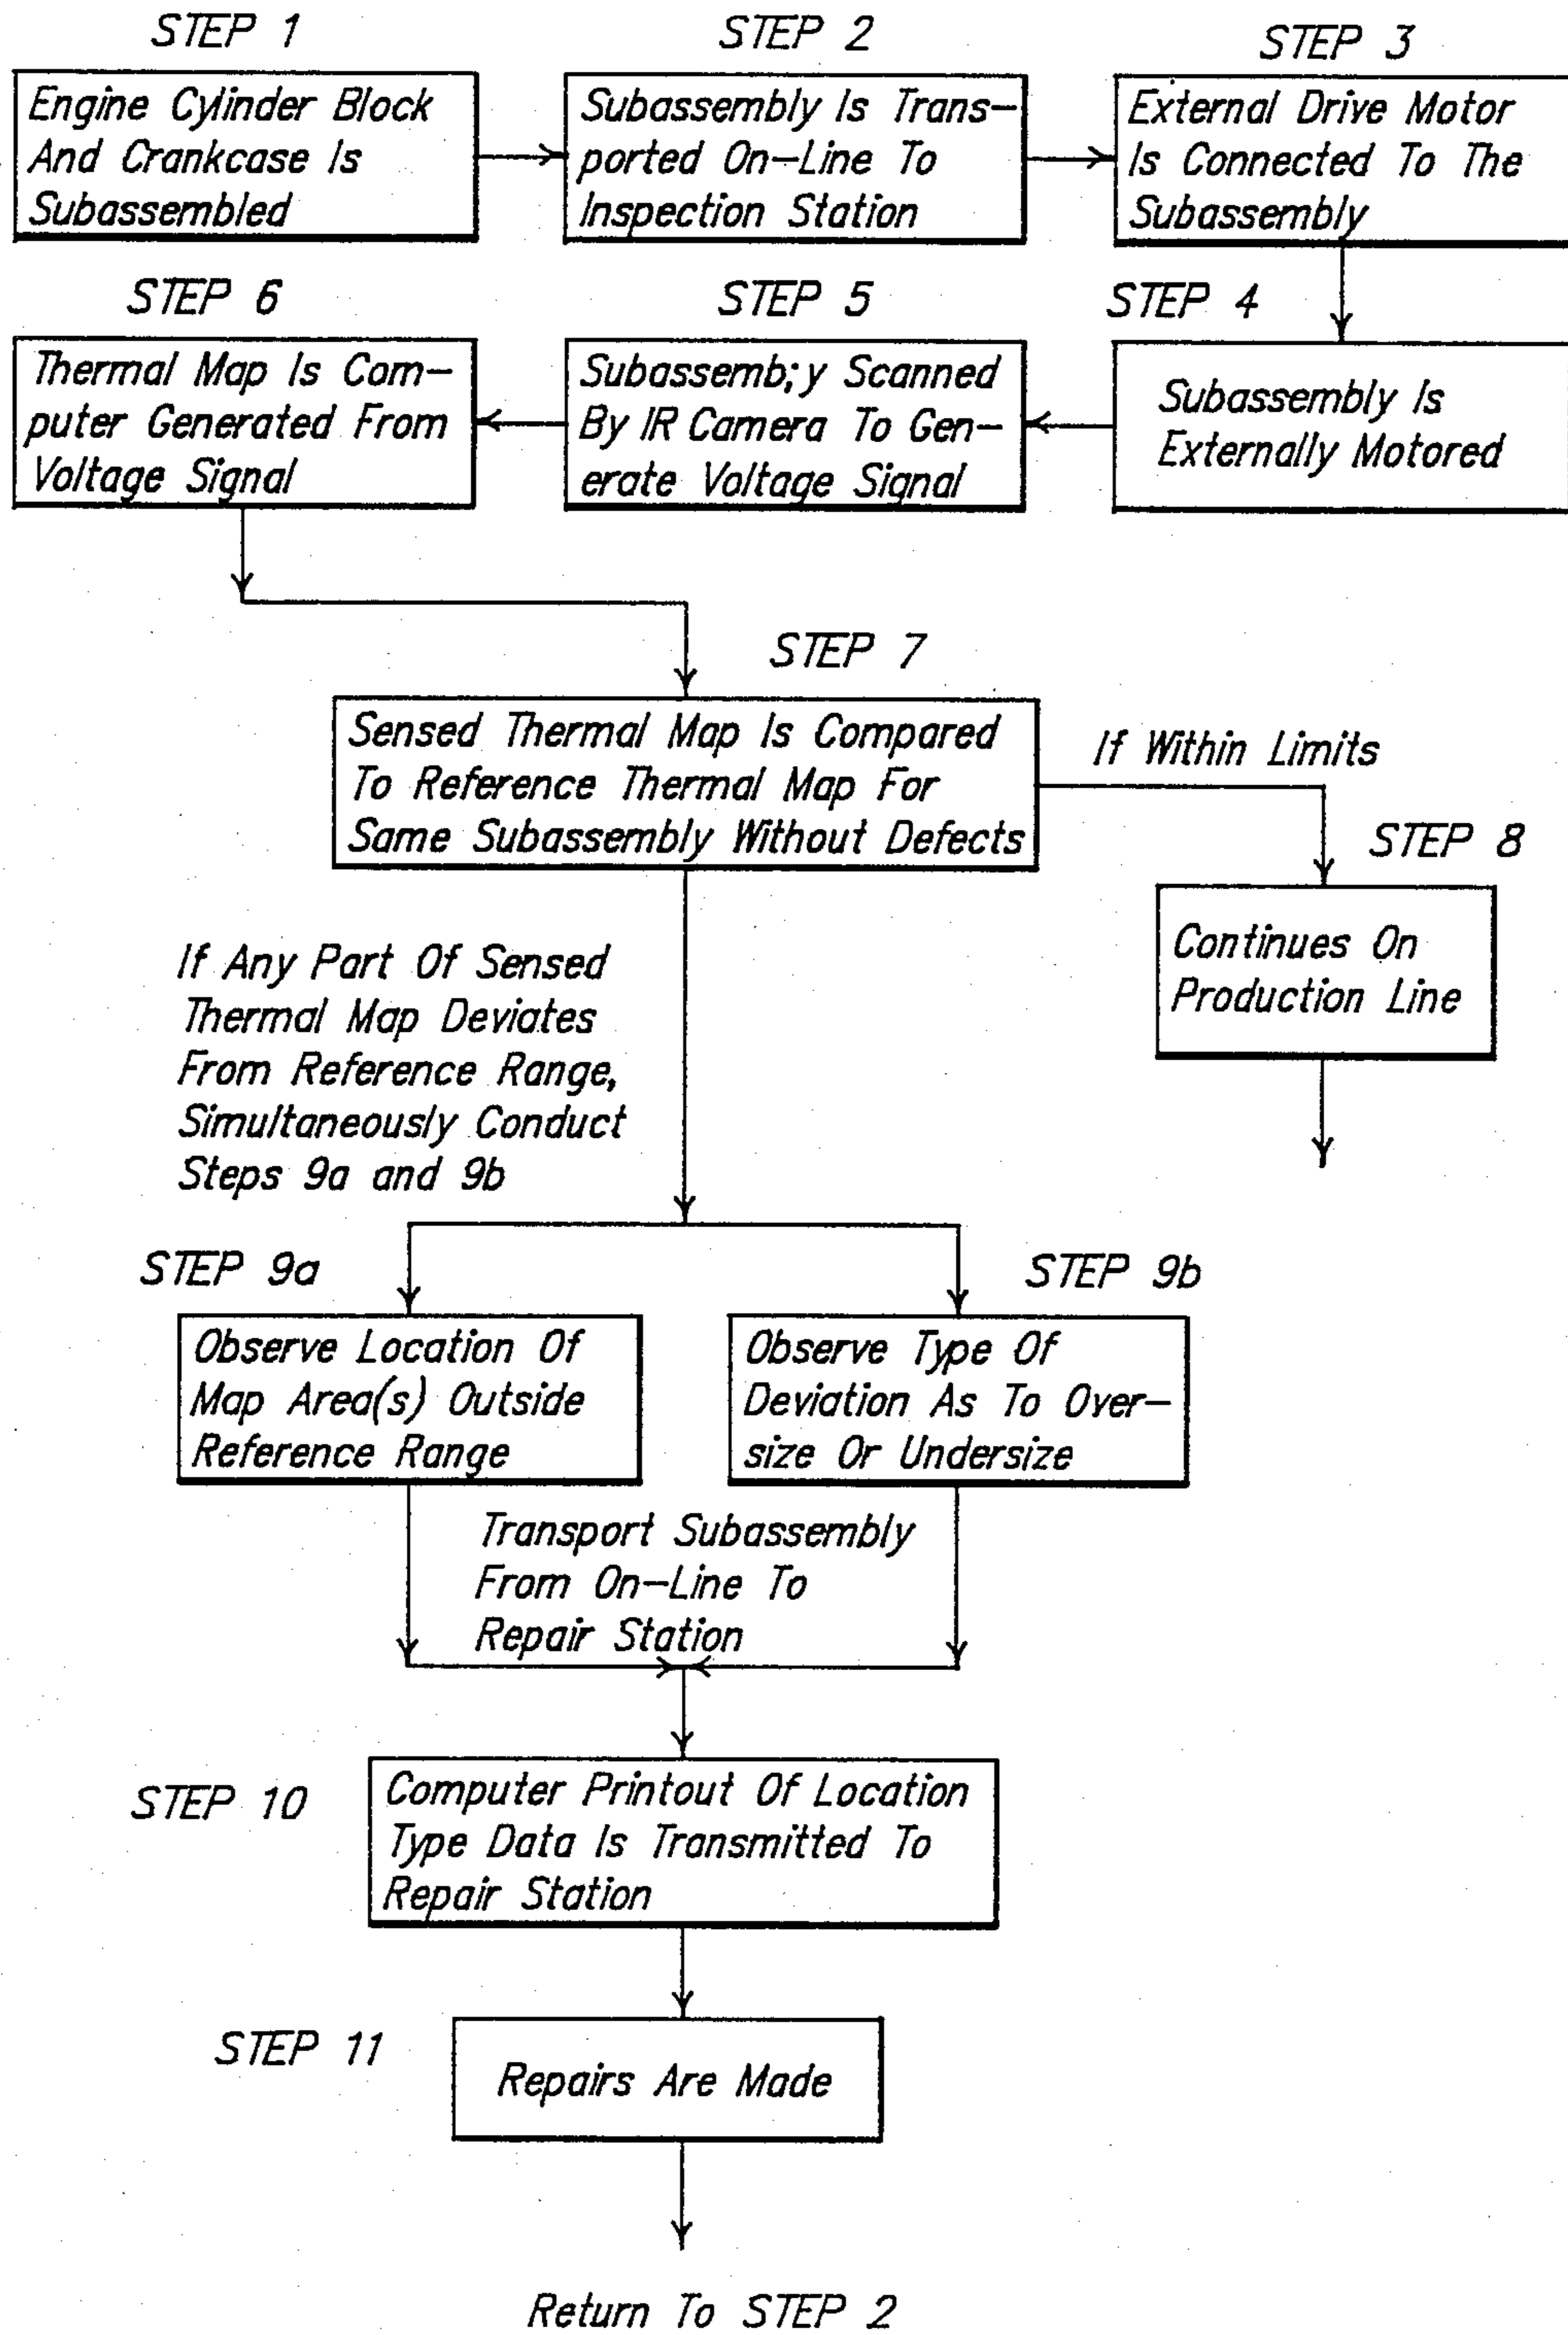 STEP 1
Engine Cylinder Block
And Crankcase Is
Subassembled
STEP 2
Subassembly Is Trans-
ported On-Line To
Inspection Station
STEP 3
External Drive Motor
Is Connected To The
Subassembly
STEP 4
Subassembly Is
Externally Motored
STEP 5
Subassemb;y Scanned
By IR Camera To Gen-
erate Voltage Signal
STEP 6
Thermal Map Is Com-
puter Generated From
Voltage Signal
STEP 7
Sensed Thermal Map Is Compared
To Reference Thermal Map For
Same Subassembly Without Defects
If Within Limits
STEP 8
Continues On
Production Line
If Any Part Of Sensed
Thermal Map Deviates
From Reference Range,
Simultaneously Conduct
Steps 9a and 9b
STEP 9a
Observe Location Of
Map Area(s) Outside
Reference Range
STEP 9b
Observe Type Of
Deviation As To Over-
size Or Undersize
Transport Subassembly
From On-Line To
Repair Station
STEP 10
Computer Printout Of Location
Type Data Is Transmitted To
Repair Station
STEP 11
Repairs Are Made
Return To STEP 2